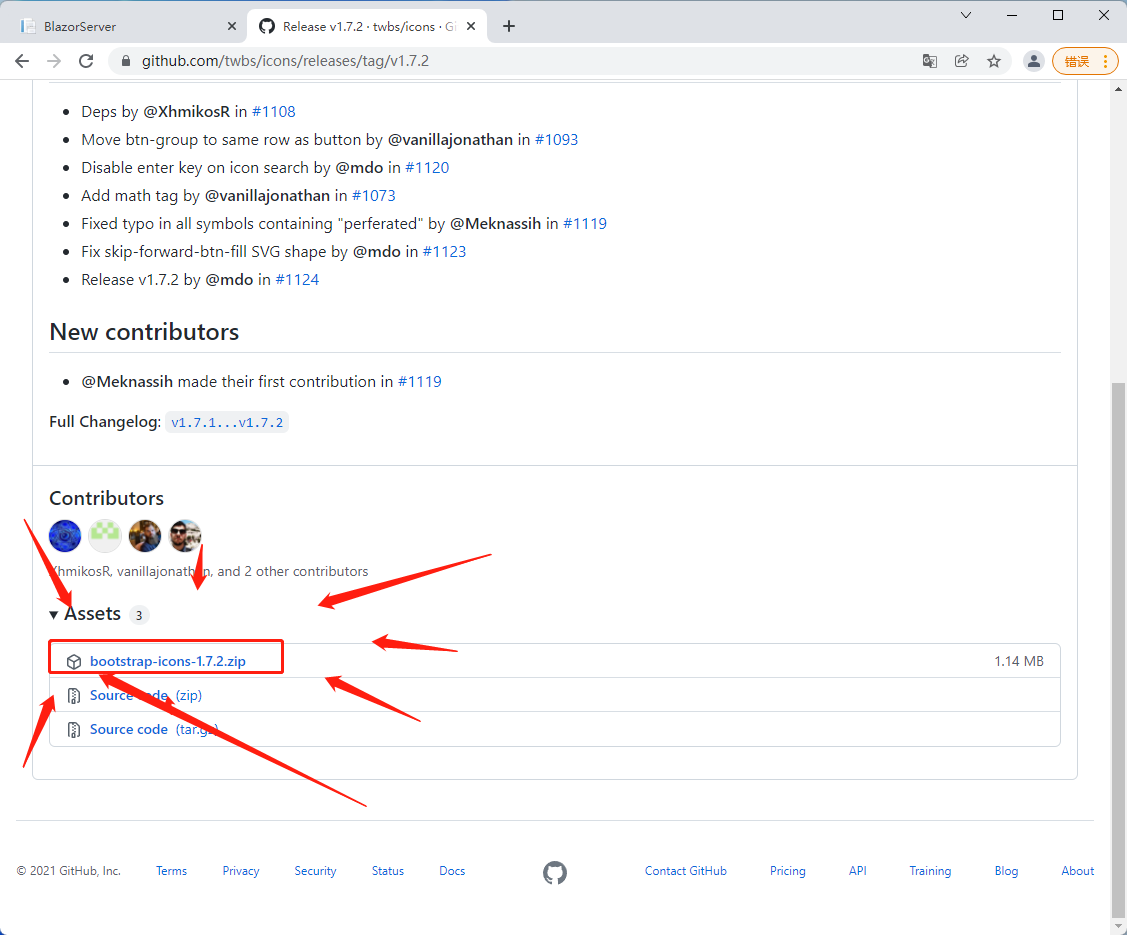 BlazorServer
Release v1.7.2 · twbs/icons · Gi
github.com/twbs/icons/releases/tag/v1.7.2
错误
Deps by @XhmikosR in #1108
Move btn-group to same row as button by @vanillajonathan in #1093
Disable enter key on icon search by @mdo in #1120
Add math tag by @vanillajonathan in #1073
Fixed typo in all symbols containing "perferated" by @Meknassih in #1119
Fix skip-forward-btn-fill SVG shape by @mdo in #1123
Release v1.7.2 by @mdo in #1124
New contributors
@Meknassih made their first contribution in #1119
Full Changelog: v1.7.1...v1.7.2
Contributors
XhmikosR, vanillajonathan, and 2 other contributors
Assets 3
bootstrap-icons-1.7.2.zip 1.14 MB
Source code (zip)
Source code (tar.gz)
© 2021 GitHub, Inc. Terms Privacy Security Status Docs Contact GitHub Pricing API Training Blog About